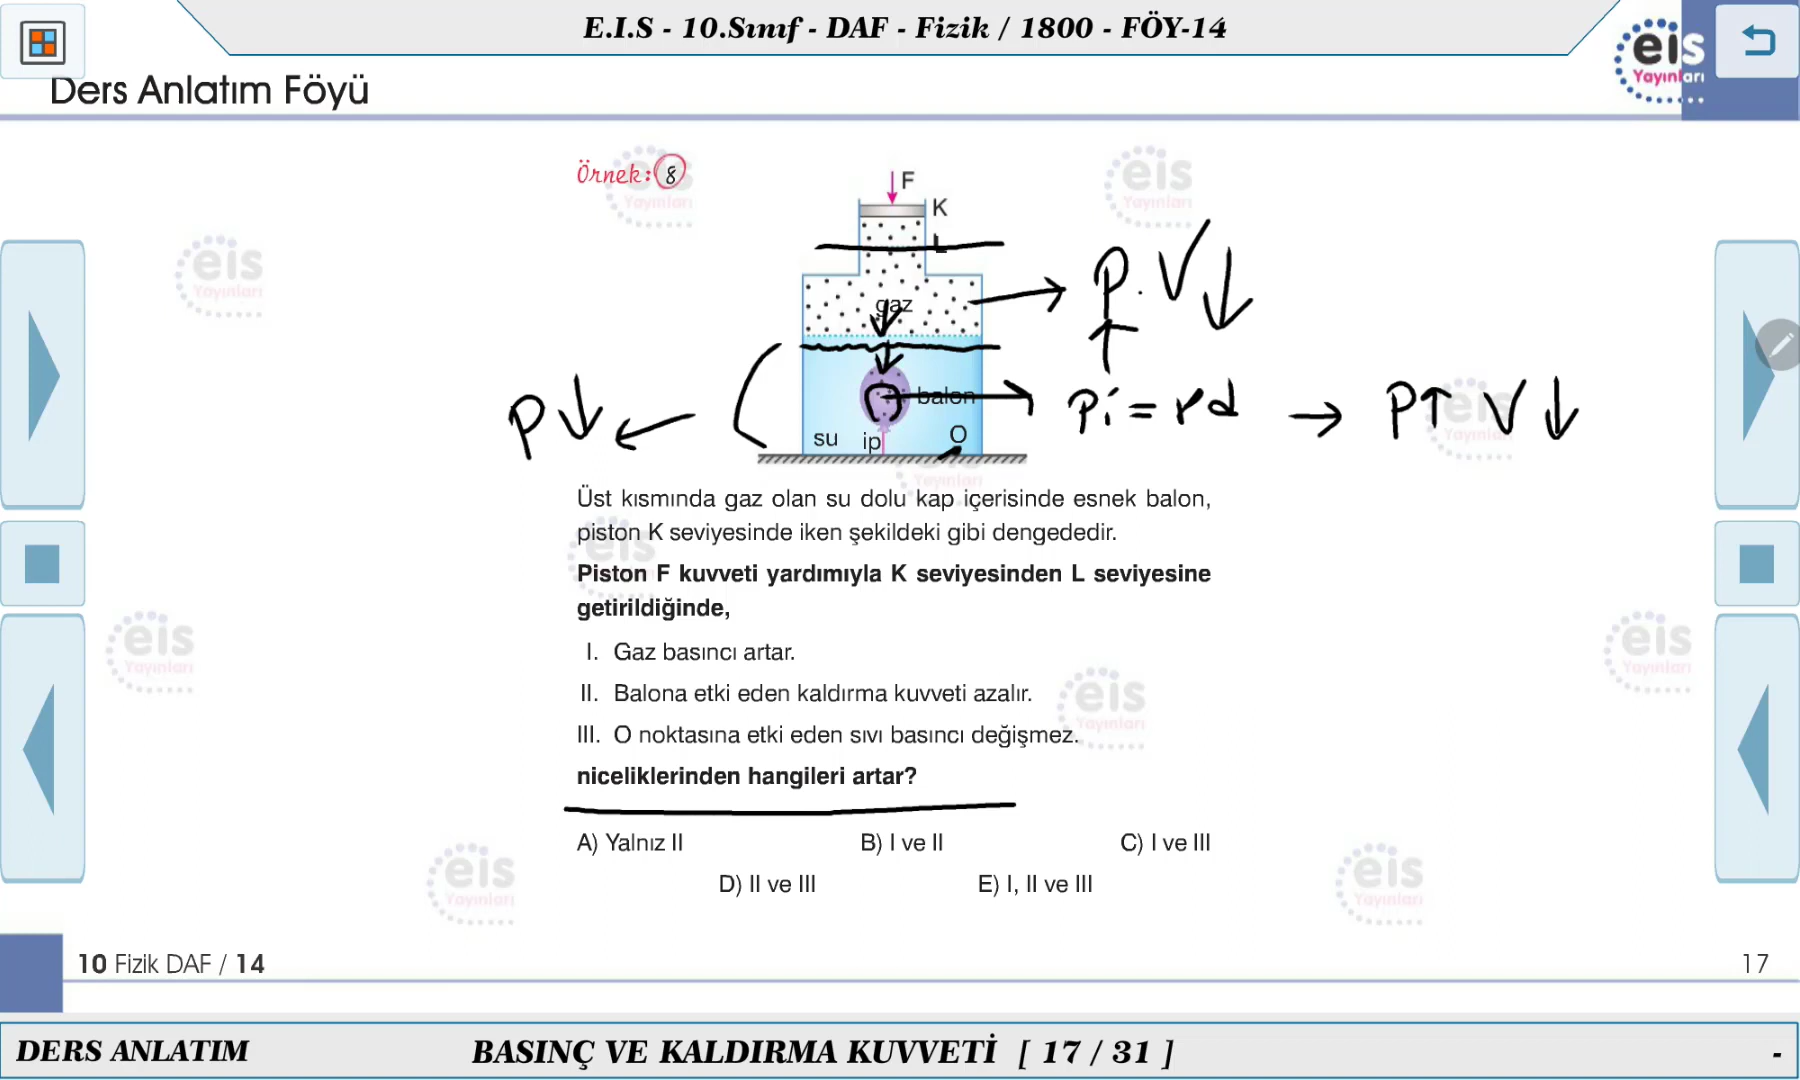 E.I.S - 10.Sınıf - DAF - Fizik / 1800 - FÖY-14
eis
Yayınları
Ders Anlatım Föyü
Örnek: 8
F
K
L
gaz
P . V ↓
↑
balon
Pi = rd → P↑ V ↓
P↓ ←
su
ip
O
Üst kısmında gaz olan su dolu kap içerisinde esnek balon,
piston K seviyesinde iken şekildeki gibi dengededir.
Piston F kuvveti yardımıyla K seviyesinden L seviyesine
getirildiğinde,
I. Gaz basıncı artar.
II. Balona etki eden kaldırma kuvveti azalır.
III. O noktasına etki eden sıvı basıncı değişmez.
niceliklerinden hangileri artar?
A) Yalnız II B) I ve II C) I ve III
D) II ve III E) I, II ve III
10 Fizik DAF / 14
17
DERS ANLATIM BASINÇ VE KALDIRMA KUVVETİ [ 17 / 31 ] -